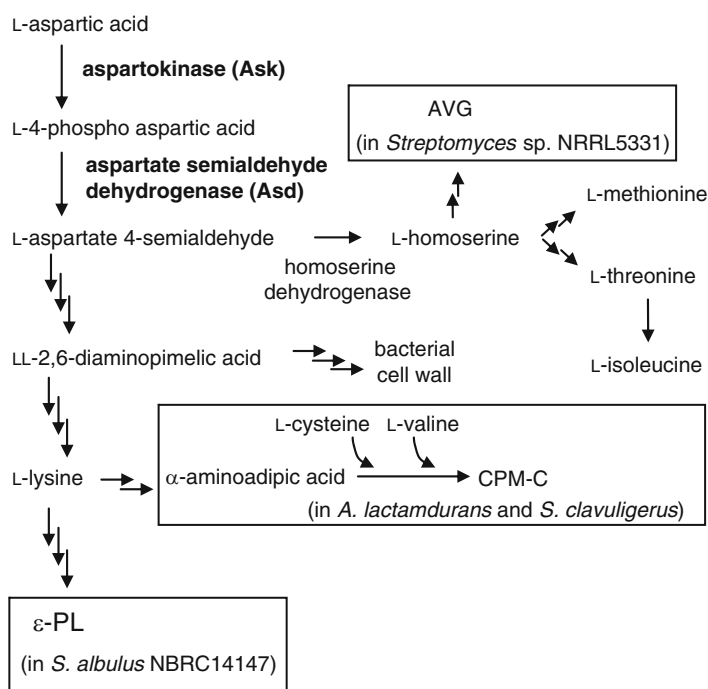 L-aspartic acid
aspartokinase (Ask)
L-4-phospho aspartic acid
AVG
(in Streptomyces sp. NRRL5331)
aspartate semialdehyde
dehydrogenase (Asd)
L-aspartate 4-semialdehyde
homoserine
dehydrogenase
L-homoserine
L-methionine
L-threonine
L-isoleucine
LL-2,6-diaminopimelic acid
bacterial
cell wall
L-cysteine L-valine
L-lysine
α-aminoadipic acid
CPM-C
(in A. lactamdurans and S. clavuligerus)
ε-PL
(in S. albulus NBRC14147)